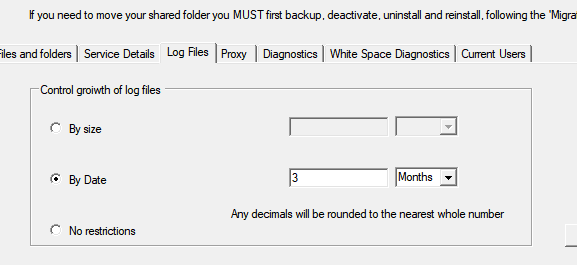 If you need to move your shared folder you MUST first backup, deactivate, uninstall and reinstall, following the 'Migra
Files and folders Service Details Log Files Proxy Diagnostics White Space Diagnostics Current Users
Control groiwth of log files
By size
By Date 3 Months
Any decimals will be rounded to the nearest whole number
No restrictions